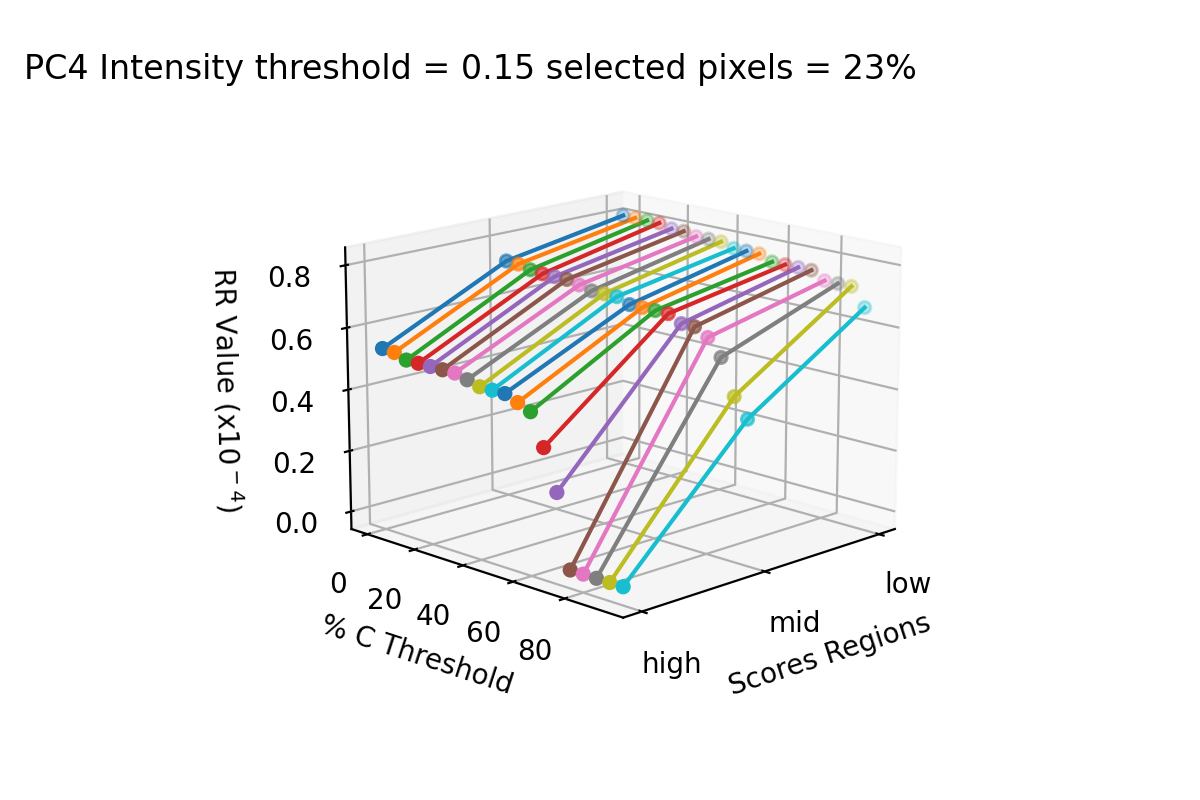 PC4 Intensity threshold = 0.15 selected pixels = 23%
RR Value (x10⁻⁴)
0.8
0.6
0.4
0.2
0.0
0
20
40
60
80
% C Threshold
high
mid
low
Scores Regions